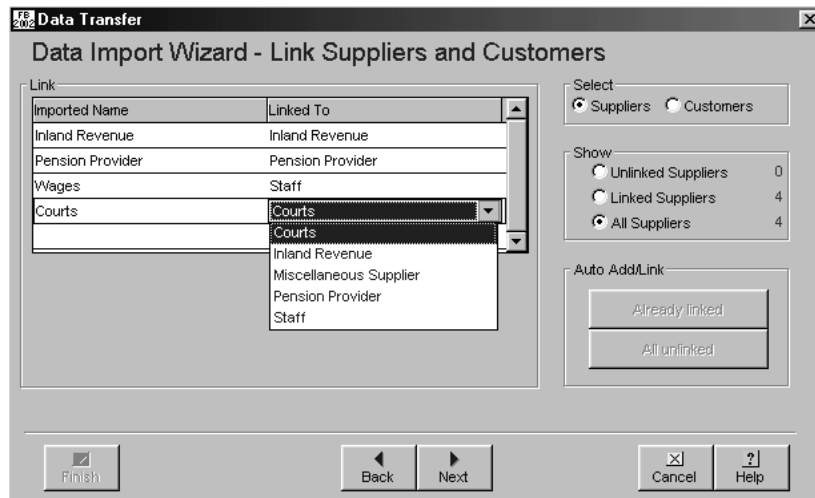 FB 2002 Data Transfer
Data Import Wizard - Link Suppliers and Customers
Link
Imported Name Linked To
Inland Revenue Inland Revenue
Pension Provider Pension Provider
Wages Staff
Courts Courts
Courts
Inland Revenue
Miscellaneous Supplier
Pension Provider
Staff
Select
Suppliers Customers
Show
Unlinked Suppliers 0
Linked Suppliers 4
All Suppliers 4
Auto Add/Link
Already linked
All unlinked
Finish
Back
Next
Cancel
Help